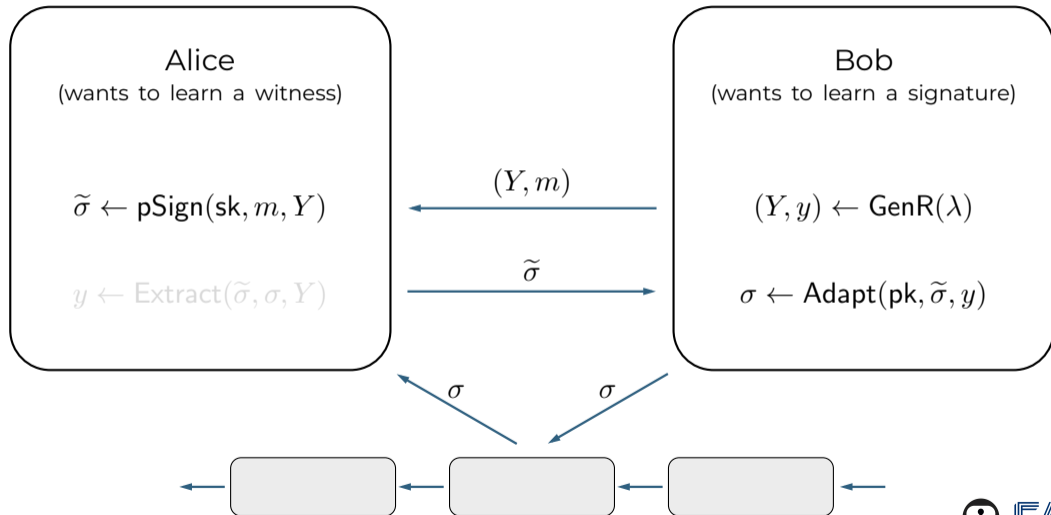 Alice
(wants to learn a witness)
σ̃ ← pSign(sk, m, Y)
y ← Extract(σ̃, σ, Y)
(Y, m)
σ̃
Bob
(wants to learn a signature)
(Y, y) ← GenR(λ)
σ ← Adapt(pk, σ̃, y)
σ
σ